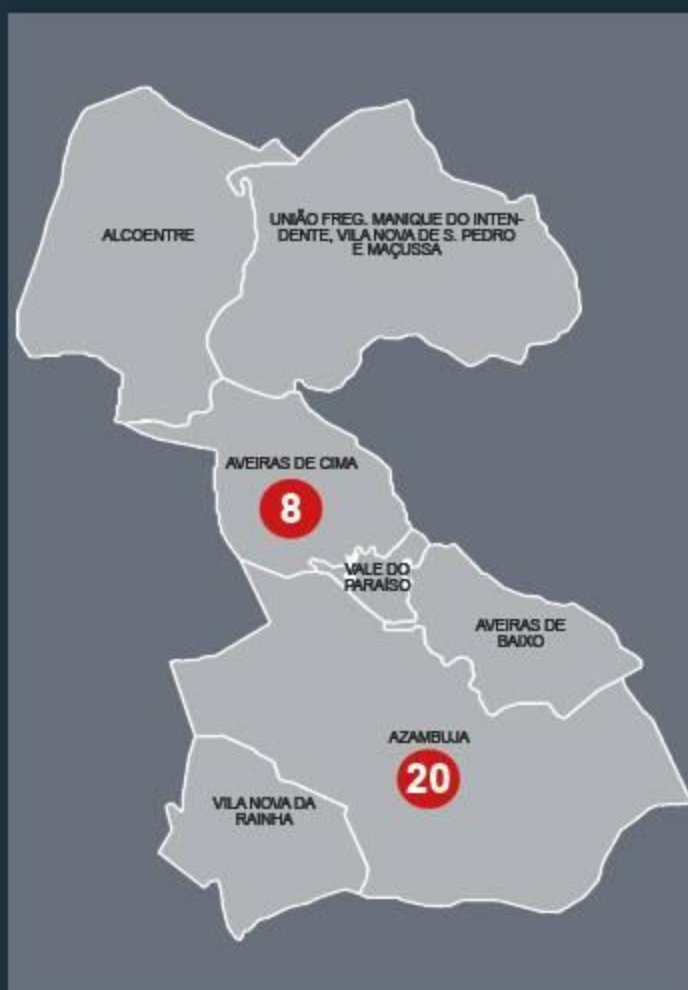 ALCOENTRE
UNIÃO FREG. MANIQUE DO INTEN-
DENTE, VILA NOVA DE S. PEDRO
E MAÇUSSA
AVEIRAS DE CIMA
8
VALE DO
PARAÍSO
AVEIRAS DE
BAIXO
AZAMBUJA
20
VILA NOVA DA
RAINHA